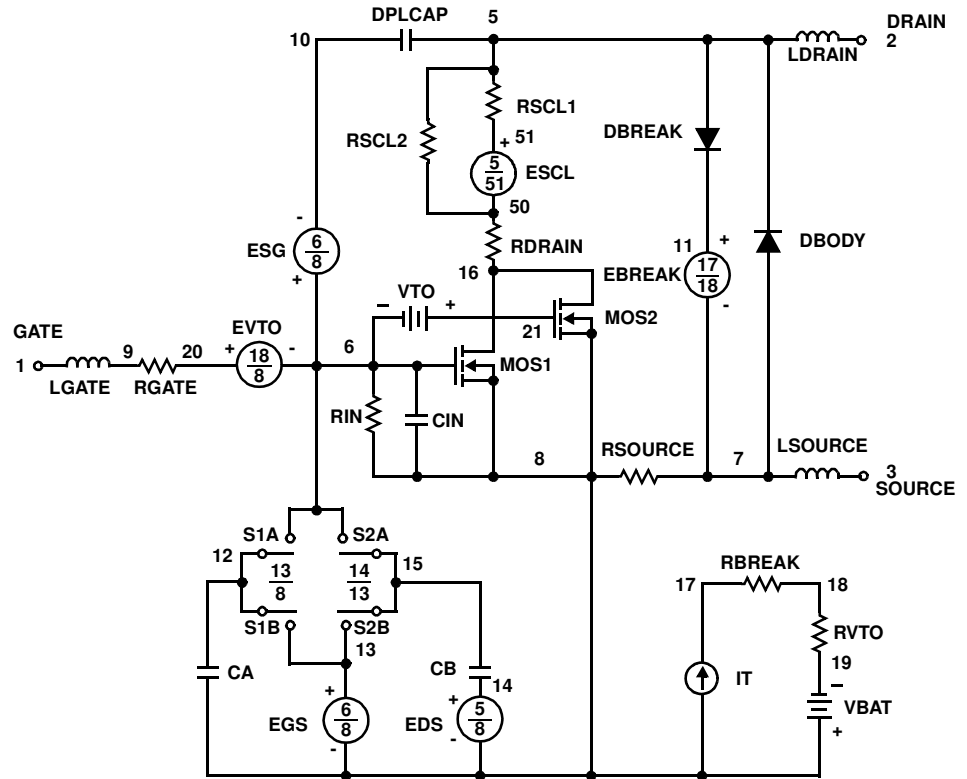 DPLCAP
5
DRAIN
2
10
LDRAIN
RSCL1
RSCL2
+ 51
DBREAK
5
51
ESCL
50
-
ESG
6
8
+
RDRAIN
DBODY
11
+
EBREAK
17
18
-
16
VTO
-
+
MOS2
21
GATE
1
9
20
EVTO
+
18
8
-
6
MOS1
LGATE
RGATE
RIN
CIN
RSOURCE
LSOURCE
8
7
3
SOURCE
S1A
S2A
12
15
13
8
14
13
S1B
S2B
13
RBREAK
17
18
RVTO
19
CA
CB
14
IT
-
VBAT
+
+
EGS
6
8
-
+
EDS
5
8
-